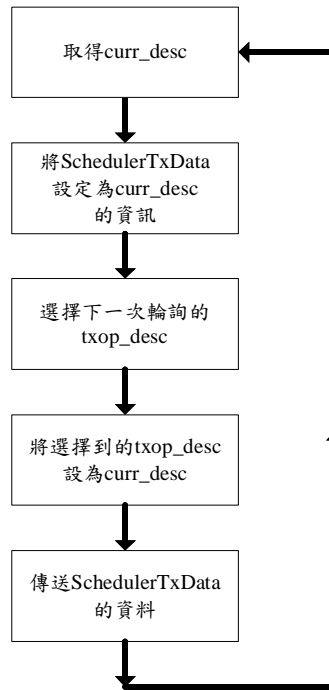 取得curr_desc
將SchedulerTxData
設定為curr_desc
的資訊
選擇下一次輪詢的
txop_desc
將選擇到的txop_desc
設為curr_desc
傳送SchedulerTxData
的資料